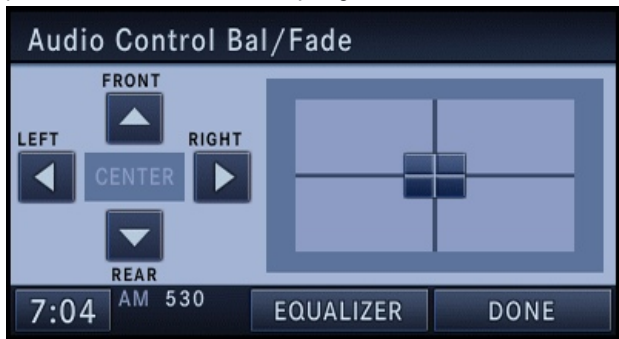 Audio Control Bal/Fade
FRONT
LEFT
RIGHT
CENTER
REAR
7:04
AM 530
EQUALIZER
DONE